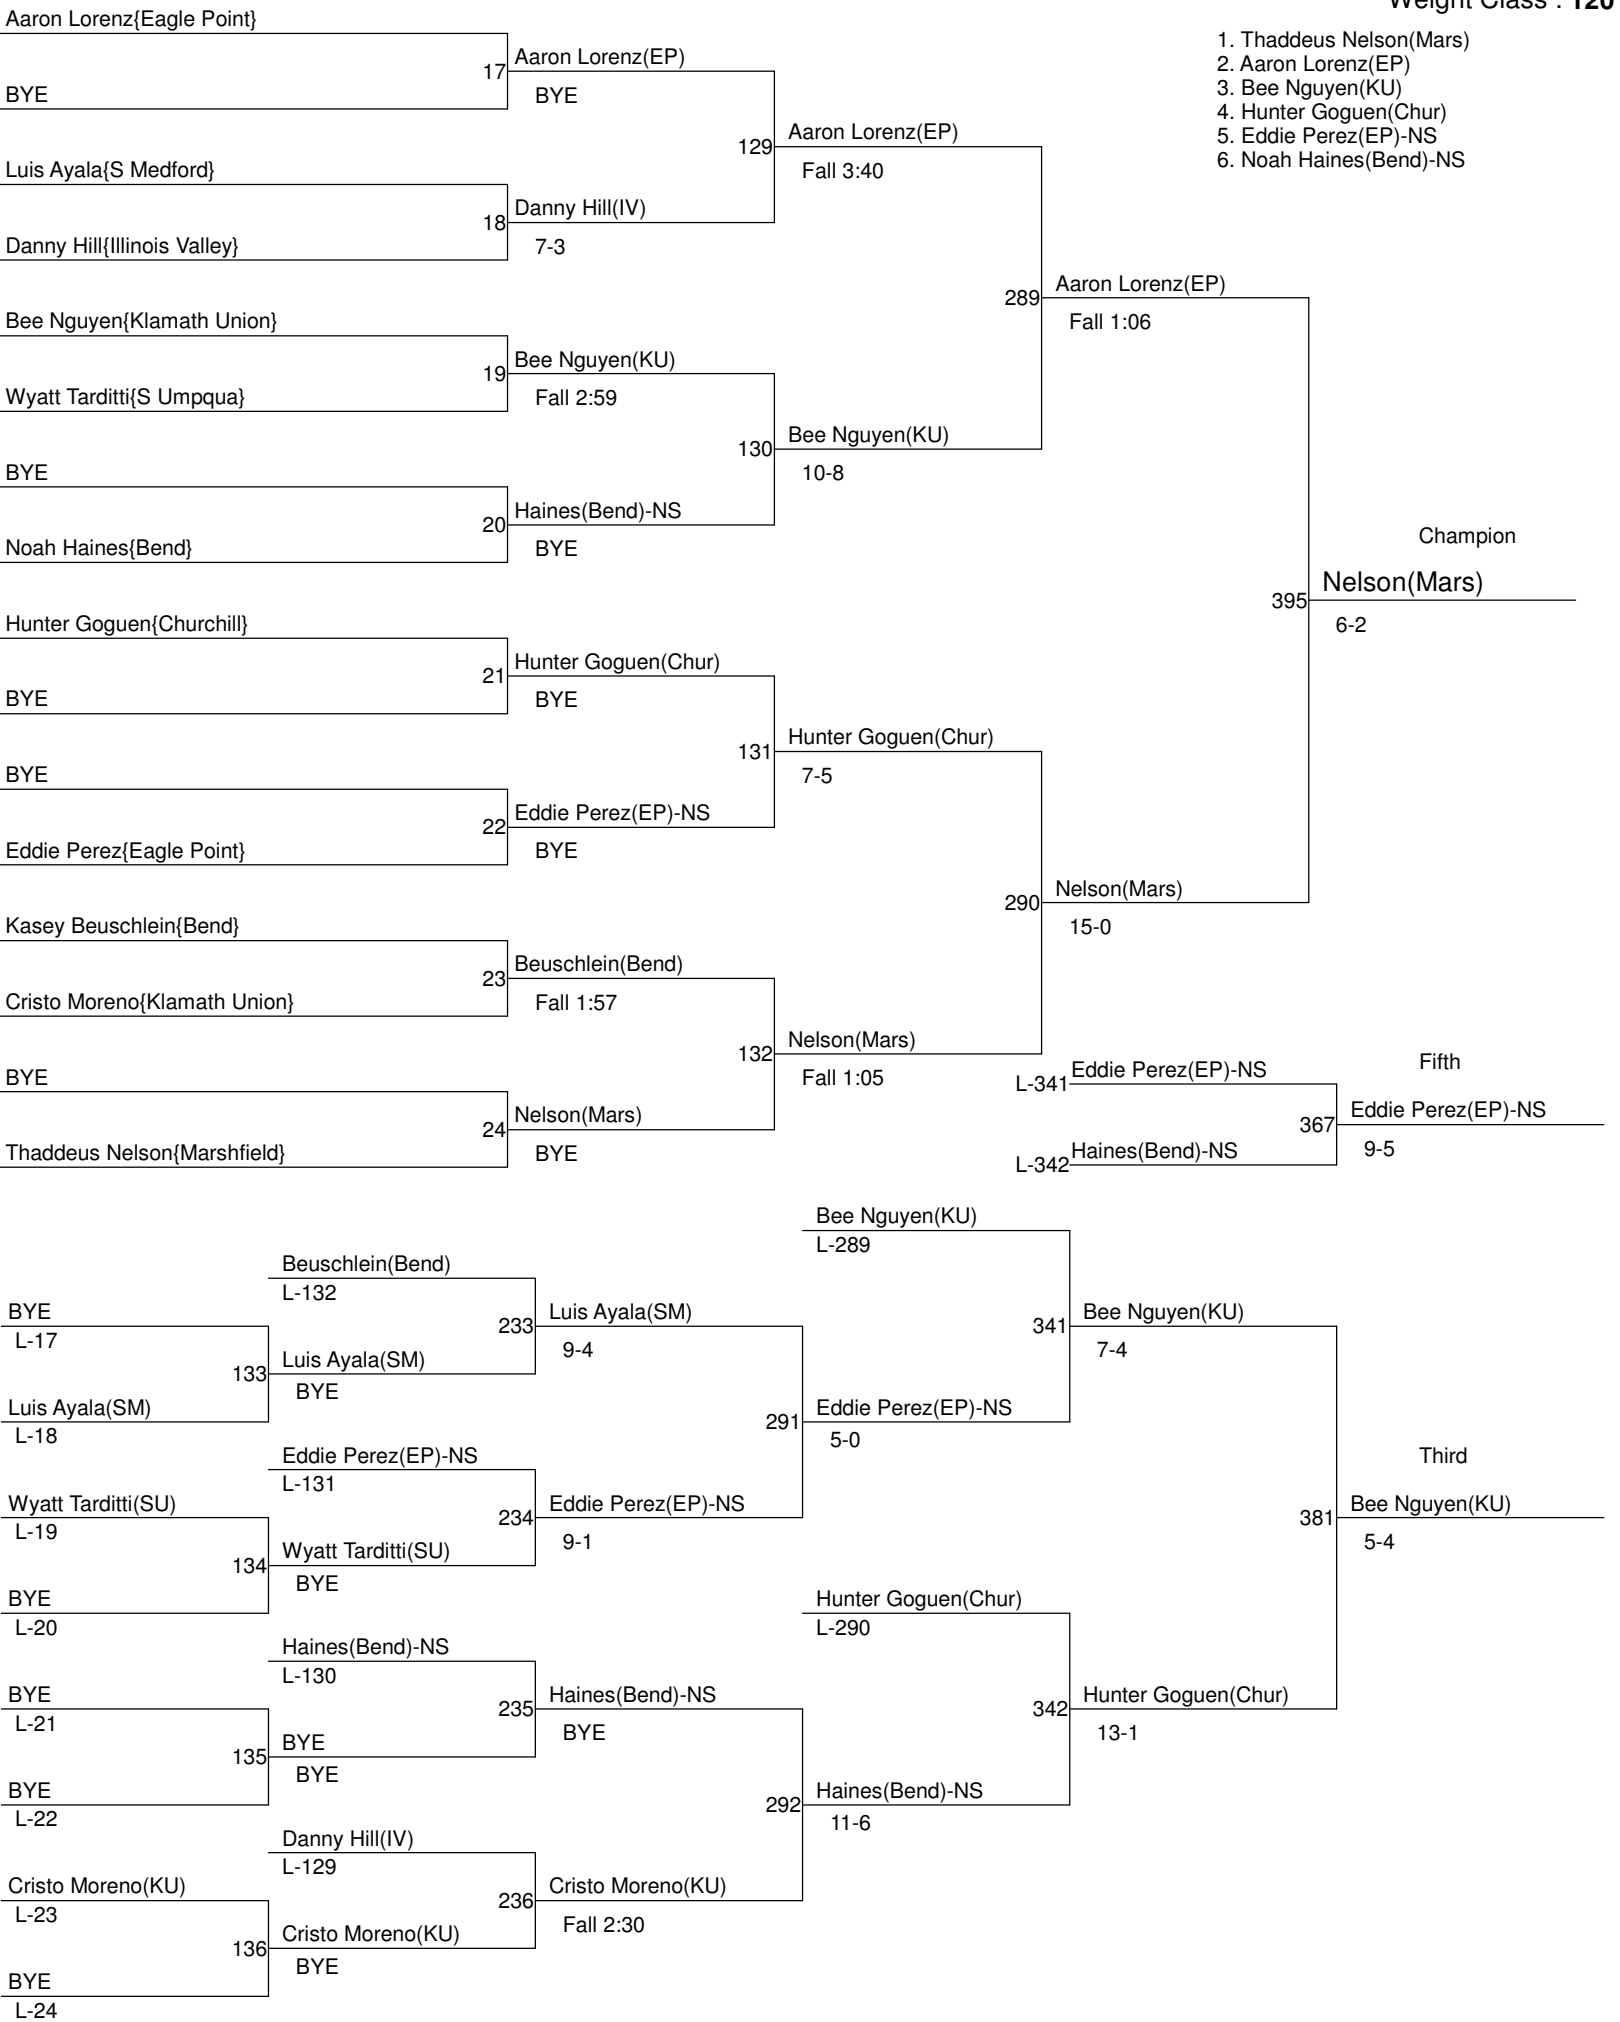 Weight Class : 120
1. Thaddeus Nelson(Mars)
2. Aaron Lorenz(EP)
3. Bee Nguyen(KU)
4. Hunter Goguen(Chur)
5. Eddie Perez(EP)-NS
6. Noah Haines(Bend)-NS
Aaron Lorenz{Eagle Point}
17
Aaron Lorenz(EP)
BYE
BYE
129
Aaron Lorenz(EP)
Fall 3:40
Luis Ayala{S Medford}
18
Danny Hill(IV)
7-3
Danny Hill{Illinois Valley}
289
Aaron Lorenz(EP)
Fall 1:06
Bee Nguyen{Klamath Union}
19
Bee Nguyen(KU)
Fall 2:59
Wyatt Tarditti{S Umpqua}
130
Bee Nguyen(KU)
10-8
BYE
20
Haines(Bend)-NS
BYE
Noah Haines{Bend}
Champion
395
Nelson(Mars)
6-2
Hunter Goguen{Churchill}
21
Hunter Goguen(Chur)
BYE
BYE
131
Hunter Goguen(Chur)
7-5
BYE
22
Eddie Perez(EP)-NS
BYE
Eddie Perez{Eagle Point}
290
Nelson(Mars)
15-0
Kasey Beuschlein{Bend}
23
Beuschlein(Bend)
Fall 1:57
Cristo Moreno{Klamath Union}
132
Nelson(Mars)
Fall 1:05
BYE
24
Nelson(Mars)
BYE
Thaddeus Nelson{Marshfield}
Fifth
L-341
Eddie Perez(EP)-NS
367
Eddie Perez(EP)-NS
9-5
L-342
Haines(Bend)-NS
Bee Nguyen(KU)
L-289
Beuschlein(Bend)
L-132
BYE
L-17
233
Luis Ayala(SM)
9-4
341
Bee Nguyen(KU)
7-4
133
Luis Ayala(SM)
BYE
Luis Ayala(SM)
L-18
291
Eddie Perez(EP)-NS
5-0
Eddie Perez(EP)-NS
L-131
Third
Wyatt Tarditti(SU)
L-19
234
Eddie Perez(EP)-NS
9-1
381
Bee Nguyen(KU)
5-4
134
Wyatt Tarditti(SU)
BYE
BYE
L-20
Hunter Goguen(Chur)
L-290
Haines(Bend)-NS
L-130
BYE
L-21
235
Haines(Bend)-NS
BYE
342
Hunter Goguen(Chur)
13-1
135
BYE
BYE
BYE
L-22
292
Haines(Bend)-NS
11-6
Danny Hill(IV)
L-129
Cristo Moreno(KU)
L-23
236
Cristo Moreno(KU)
Fall 2:30
136
Cristo Moreno(KU)
BYE
BYE
L-24